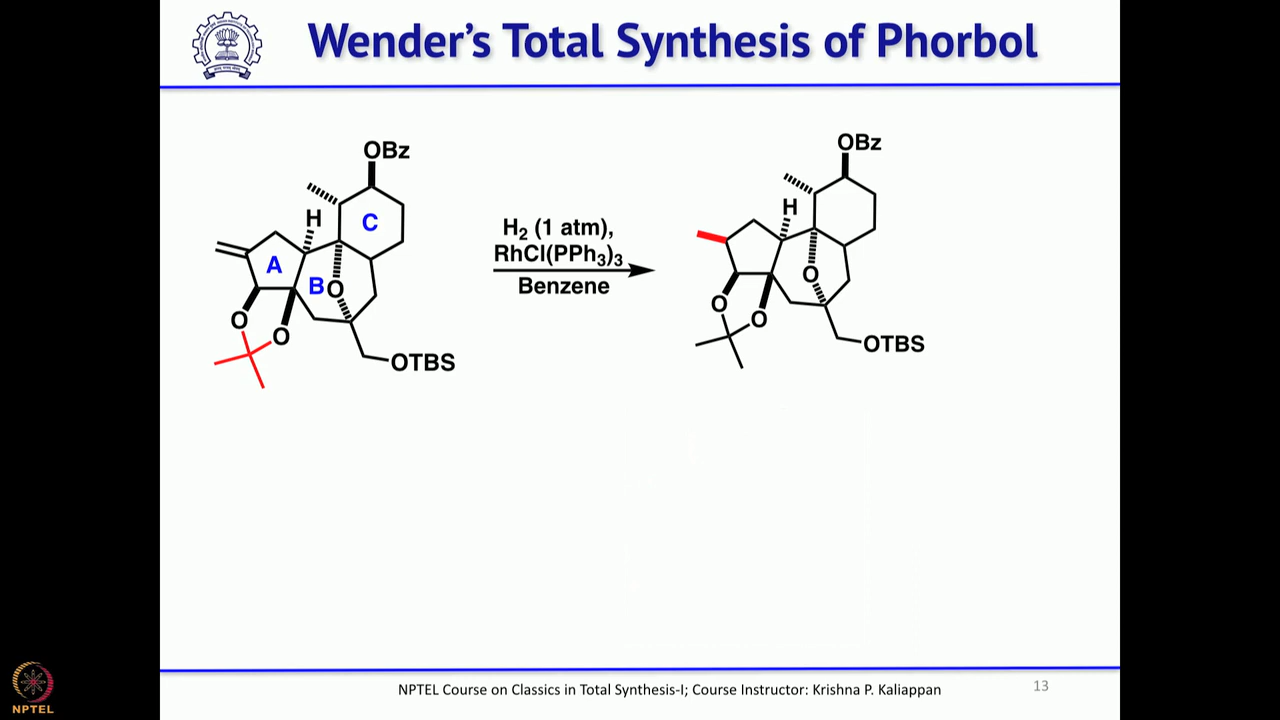 Wender's Total Synthesis of Phorbol
OBz
H
C
A
B
O
O
O
OTBS
H₂ (1 atm),
RhCl(PPh₃)₃
Benzene
OBz
H
O
O
O
OTBS
NPTEL Course on Classics in Total Synthesis-I; Course Instructor: Krishna P. Kaliappan
13
NPTEL